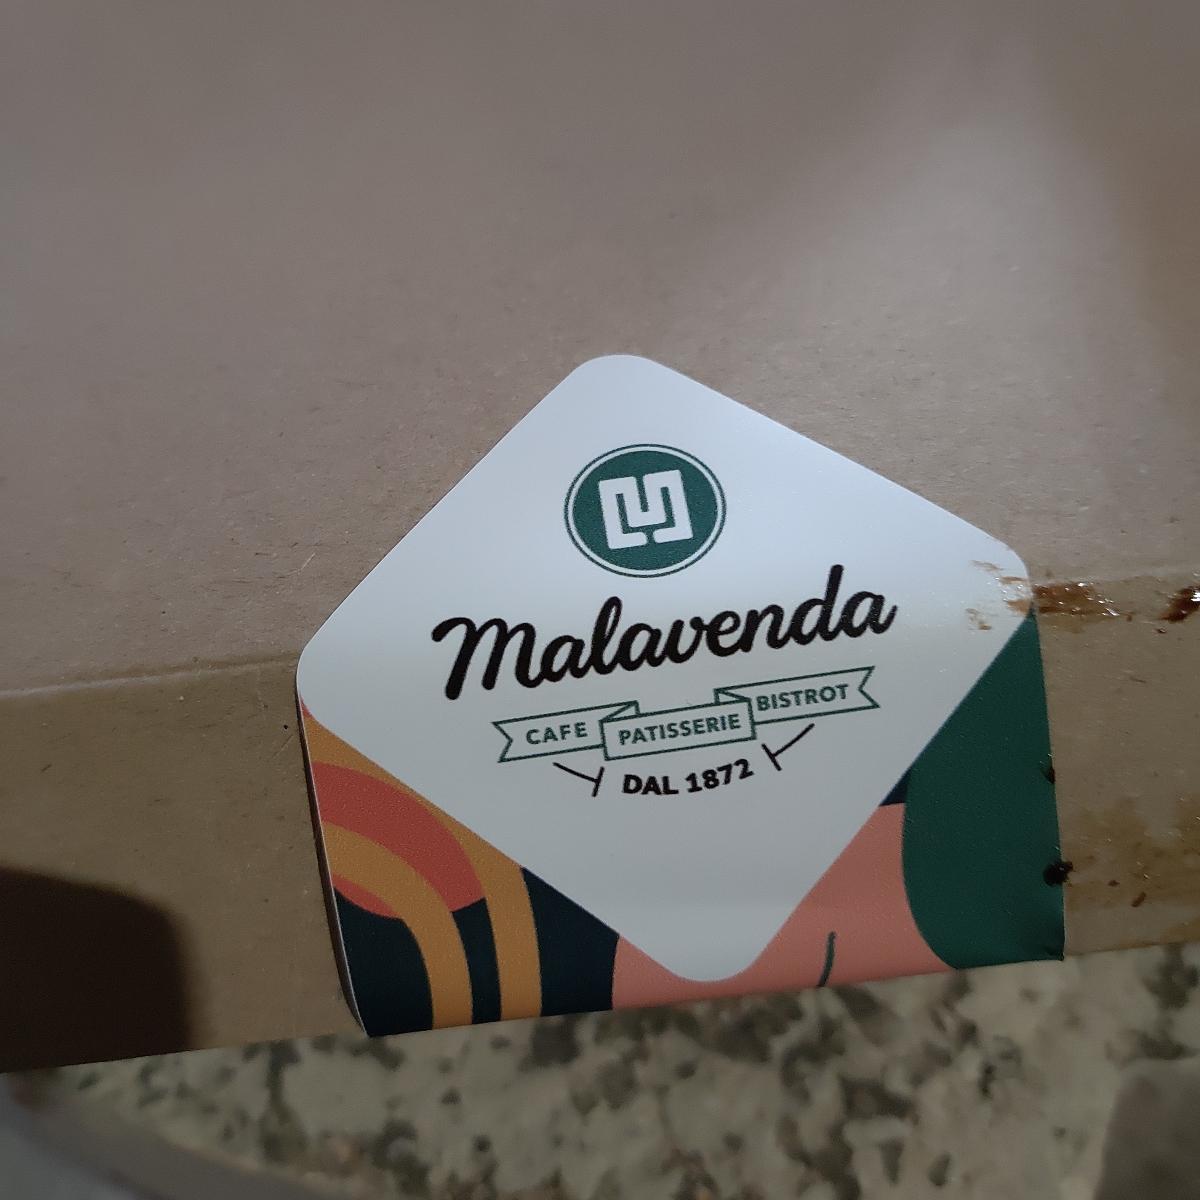 Malavenda
CAFE PATISSERIE BISTROT
DAL 1872